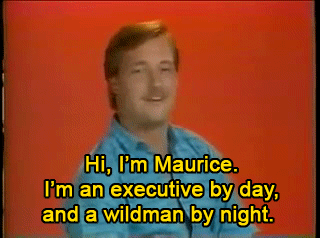 Hi, I'm Maurice.
I'm an executive by day,
and a wildman by night.